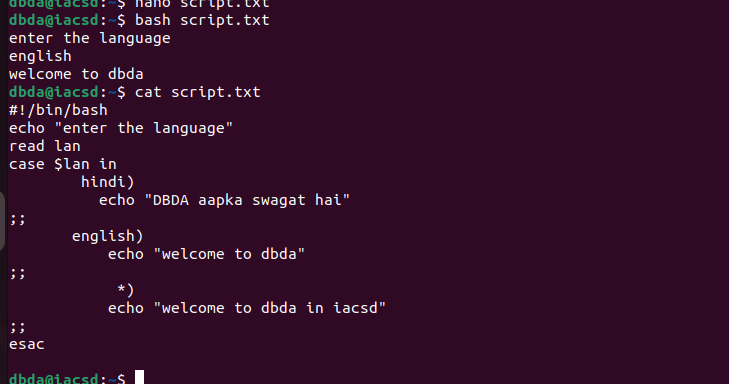 dbda@iacsd:~$ nano script.txt
dbda@iacsd:~$ bash script.txt
enter the language
english
welcome to dbda
dbda@iacsd:~$ cat script.txt
#!/bin/bash
echo "enter the language"
read lan
case $lan in
        hindi)
          echo "DBDA aapka swagat hai"
;;
       english)
           echo "welcome to dbda"
;;
            *)
           echo "welcome to dbda in iacsd"
;;
esac
dbda@iacsd:~$